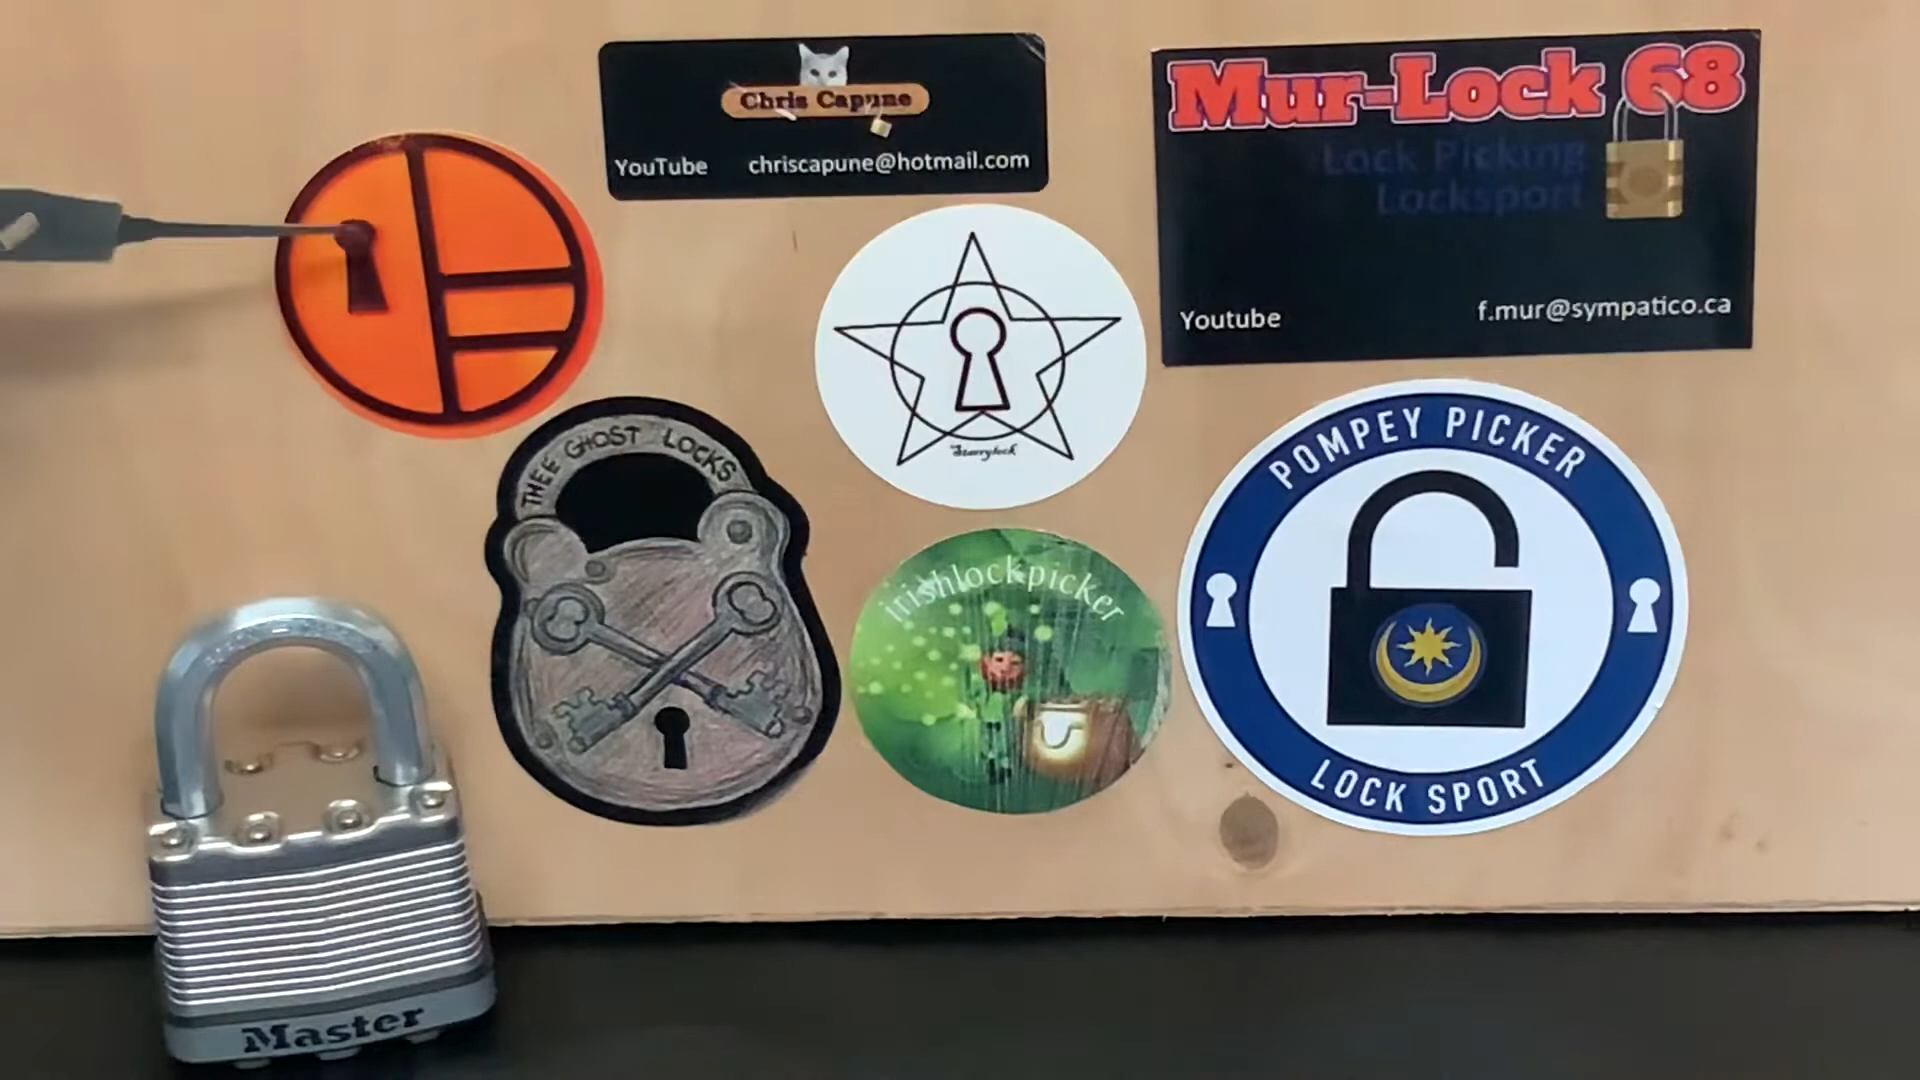 Chris Capune
YouTube chriscapune@hotmail.com
Mur-Lock 68
Lock Picking
Locksport
Youtube f.mur@sympatico.ca
Starrylock
THEE GHOST LOCKS
irishlockpicker
POMPEY PICKER
LOCK SPORT
Master